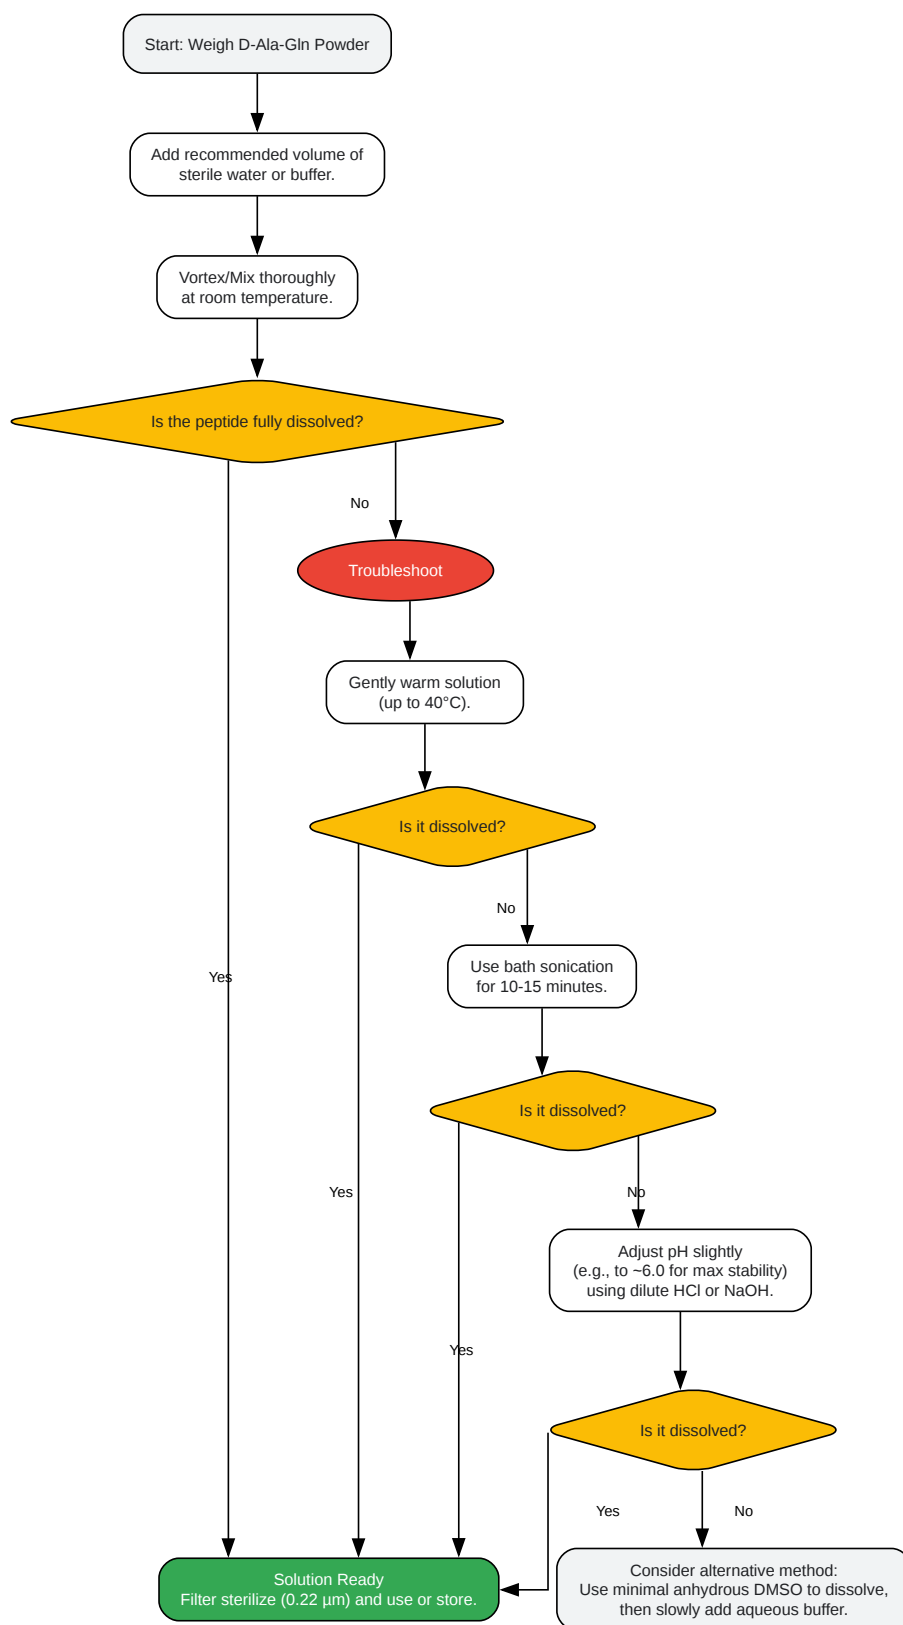 Start: Weigh D-Ala-Gln Powder
Add recommended volume of
sterile water or buffer.
Vortex/Mix thoroughly
at room temperature.
Is the peptide fully dissolved?
No
Troubleshoot
Gently warm solution
(up to 40°C).
Is it dissolved?
No
Use bath sonication
for 10-15 minutes.
Yes
Is it dissolved?
Yes
No
Adjust pH slightly
(e.g., to ~6.0 for max stability)
using dilute HCl or NaOH.
Yes
Is it dissolved?
Yes
No
Solution Ready
Filter sterilize (0.22 µm) and use or store.
Consider alternative method:
Use minimal anhydrous DMSO to dissolve,
then slowly add aqueous buffer.